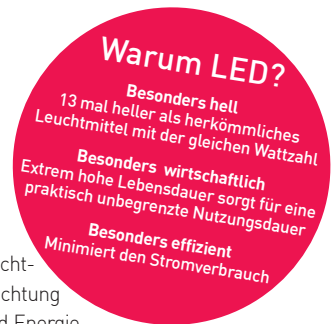 Warum LED?
Besonders hell
13 mal heller als herkömmliches
Leuchtmittel mit der gleichen Wattzahl
Besonders wirtschaftlich
Extrem hohe Lebensdauer sorgt für eine
praktisch unbegrenzte Nutzungsdauer
Besonders effizient
Minimiert den Stromverbrauch
cht-
chtung
d Energie